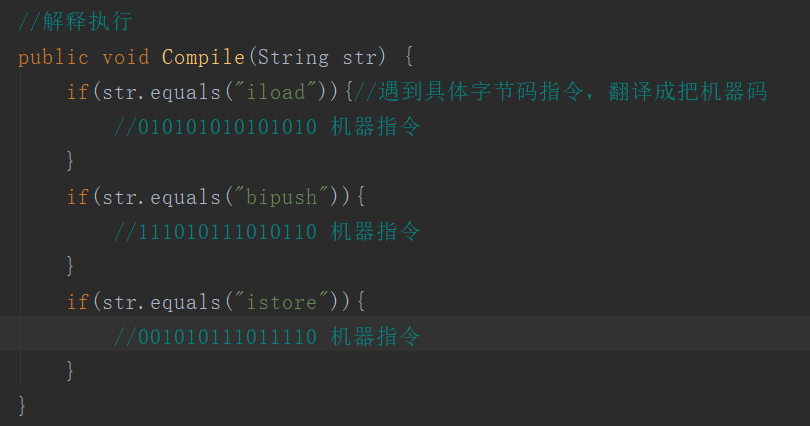 //解释执行
public void Compile(String str) {
if(str.equals("iload")){//遇到具体字节码指令，翻译成把机器码
//010101010101010 机器指令
}
if(str.equals("bipush")){
//111010111010110 机器指令
}
if(str.equals("istore")){
//001010111011110 机器指令
}
}